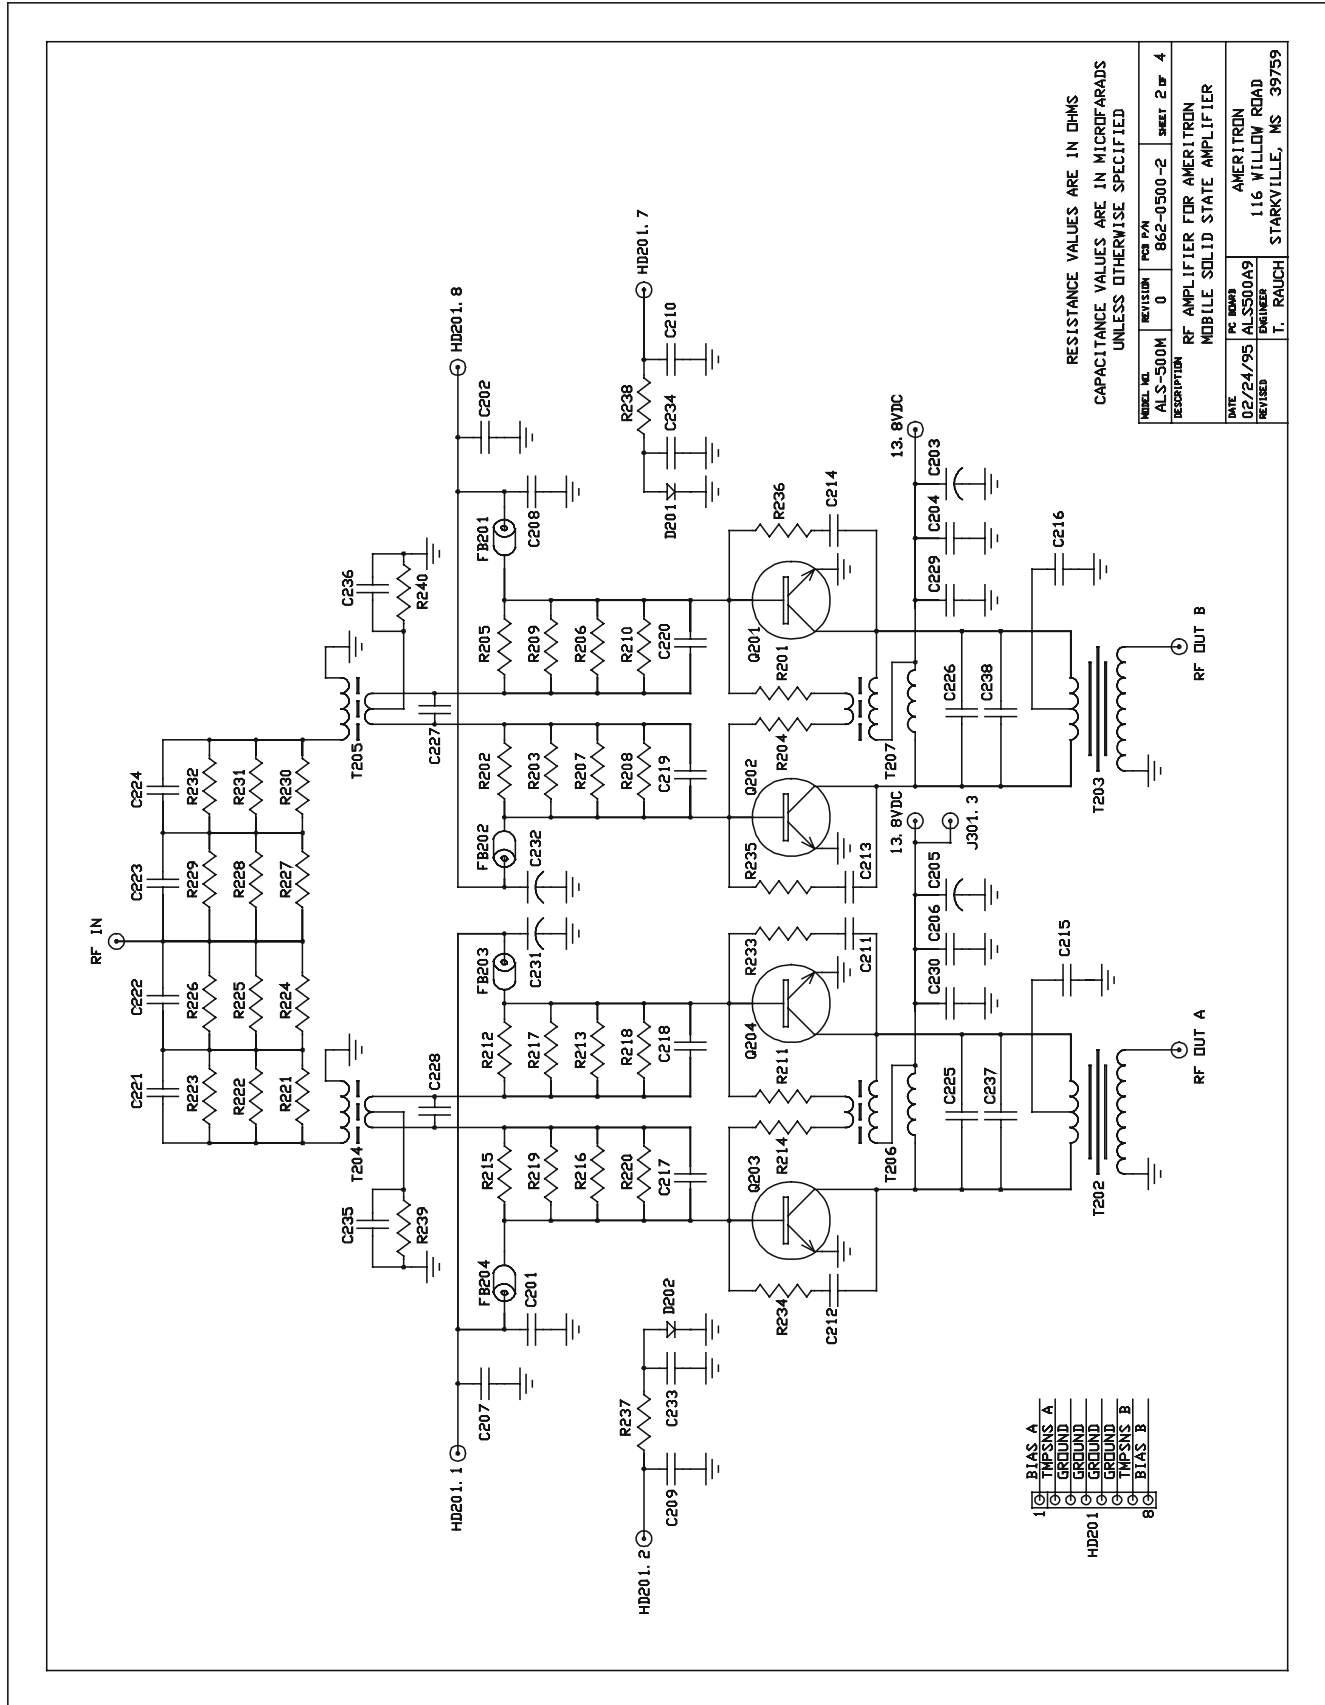 RF IN
C221
C222
C223
C224
R223
R226
R229
R232
R222
R225
R228
R231
R221
R224
R227
R230
T204
T205
C235
R239
C236
R240
C228
C227
HD201. 1
HD201. 8
C207
C202
FB204
C201
FB203
C231
FB202
C232
FB201
C208
R215
R219
R216
R220
C217
R212
R217
R213
R218
C218
R202
R203
R207
R208
C219
R205
R209
R206
R210
C220
HD201. 2
C209
R237
C233
D202
HD201. 7
C210
R238
C234
D201
Q203
R234
C212
R214
R211
Q204
R233
C211
Q202
R235
C213
R204
R201
Q201
R236
C214
T206
T207
13. 8VDC
J301. 3
C230
C206
C205
13. 8VDC
C229
C204
C203
C225
C237
C226
C238
C215
C216
T202
T203
RF OUT A
RF OUT B
HD201
1
8
BIAS A
TMPSNS A
GROUND
GROUND
GROUND
GROUND
TMPSNS B
BIAS B
RESISTANCE VALUES ARE IN OHMS
CAPACITANCE VALUES ARE IN MICROFARADS
UNLESS OTHERWISE SPECIFIED
MODEL NO. ALS-500M
REVISION 0
PCB P/N 862-0500-2
SHEET 2 OF 4
DESCRIPTION
RF AMPLIFIER FOR AMERITRON
MOBILE SOLID STATE AMPLIFIER
DATE 02/24/95
PC BOARD ALS500A9
REVISED
ENGINEER T. RAUCH
AMERITRON
116 WILLOW ROAD
STARKVILLE, MS 39759